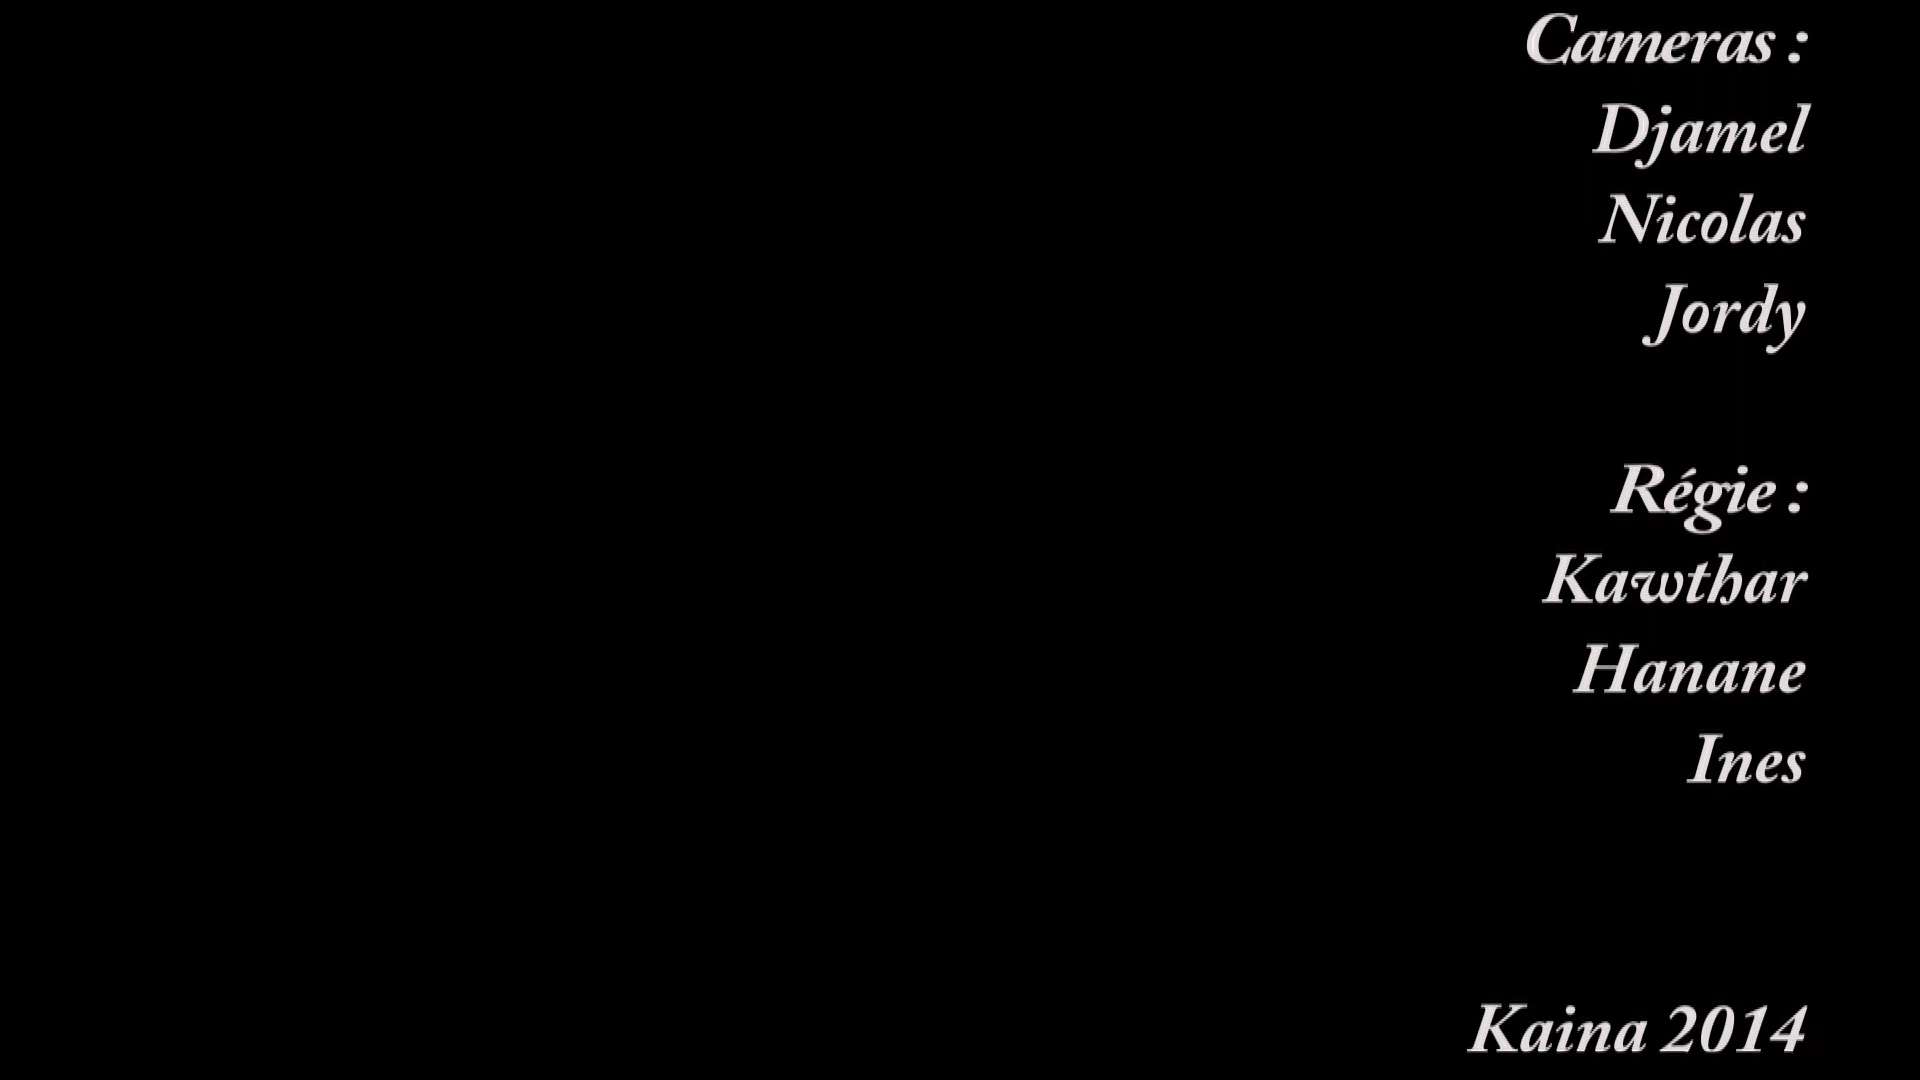 Cameras :
Djamel
Nicolas
Jordy
Régie :
Kawthar
Hanane
Ines
Kaina 2014